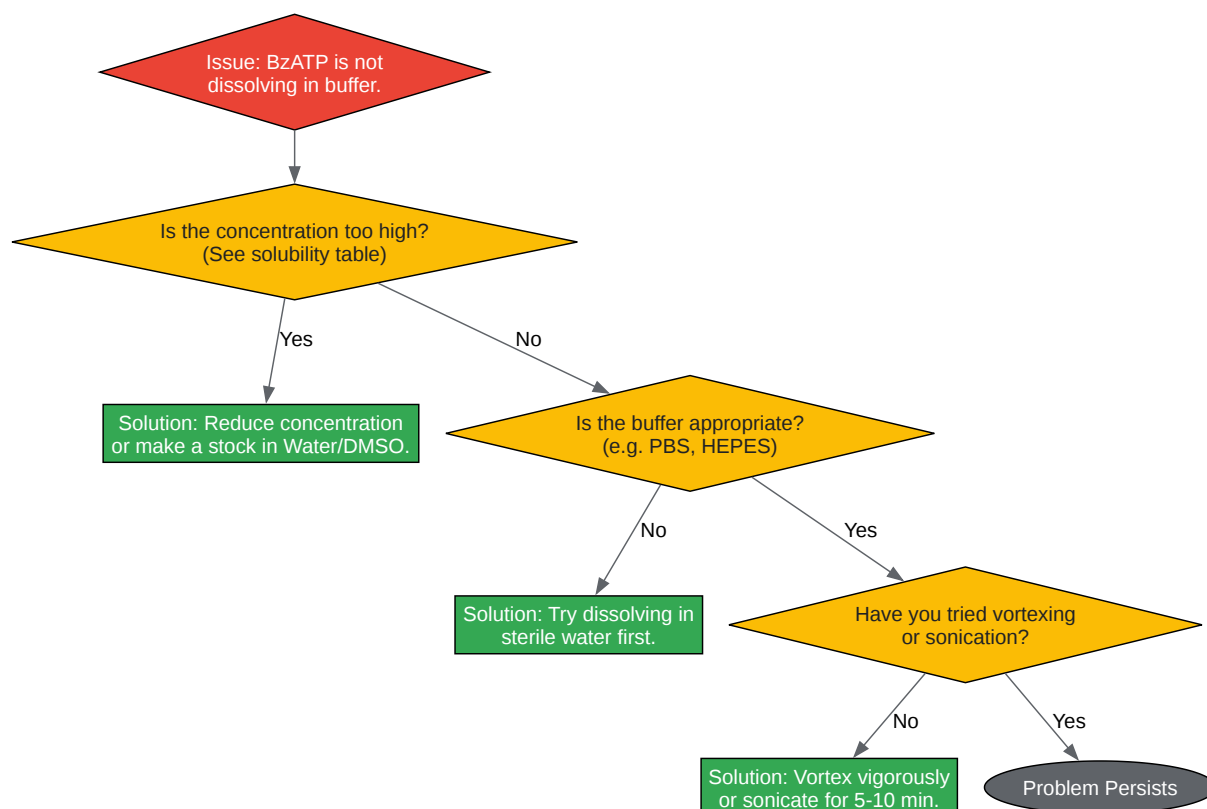 Issue: BzATP is not
dissolving in buffer.
Is the concentration too high?
(See solubility table)
Yes
No
Solution: Reduce concentration
or make a stock in Water/DMSO.
Is the buffer appropriate?
(e.g. PBS, HEPES)
No
Yes
Solution: Try dissolving in
sterile water first.
Have you tried vortexing
or sonication?
No
Yes
Solution: Vortex vigorously
or sonicate for 5-10 min.
Problem Persists